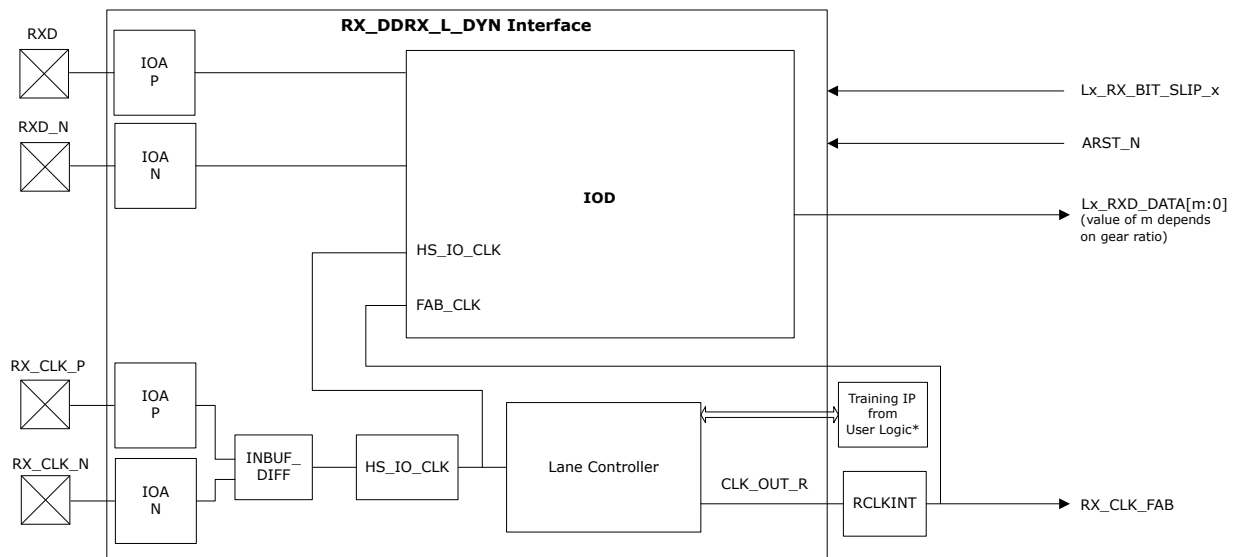 RX_DDRX_L_DYN Interface
RXD
IOA
P
RXD_N
IOA
N
IOD
HS_IO_CLK
FAB_CLK
Lx_RX_BIT_SLIP_x
ARST_N
Lx_RXD_DATA[m:0]
(value of m depends
on gear ratio)
RX_CLK_P
IOA
P
RX_CLK_N
IOA
N
INBUF_
DIFF
HS_IO_CLK
Lane Controller
Training IP
from
User Logic*
CLK_OUT_R
RCLKINT
RX_CLK_FAB